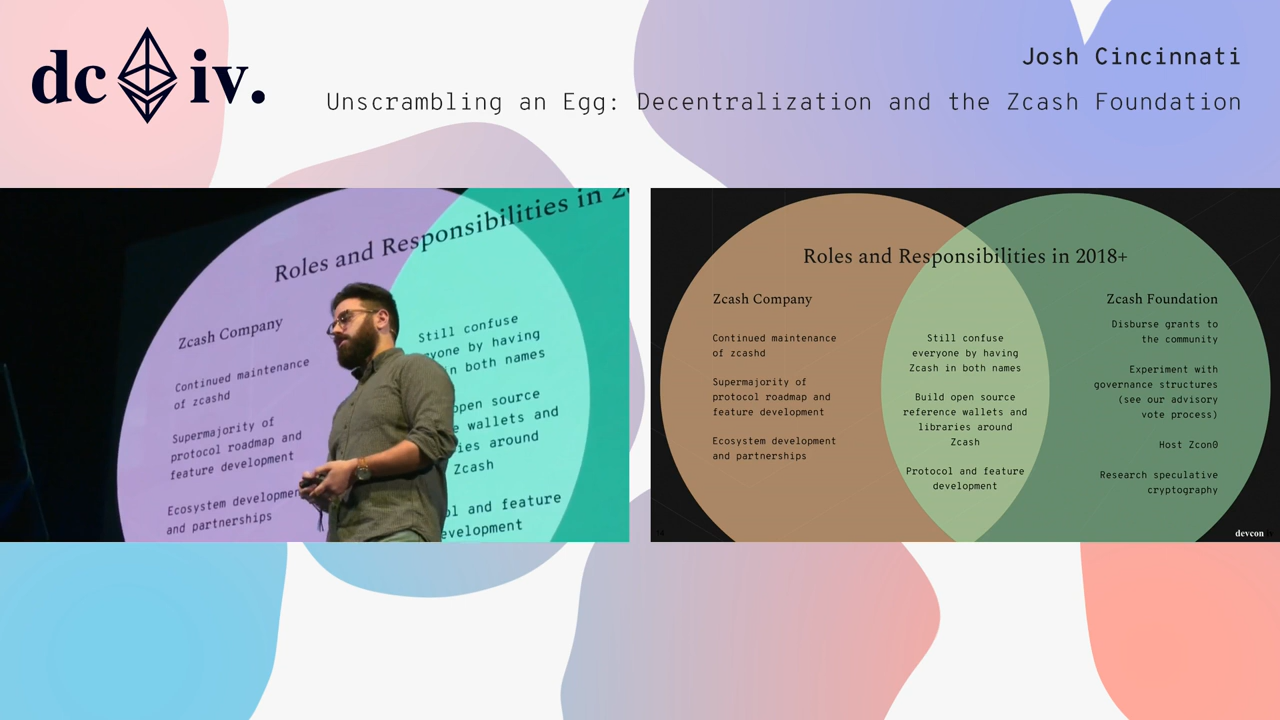 dc iv.
Josh Cincinnati
Unscrambling an Egg: Decentralization and the Zcash Foundation
Roles and Responsibilities in 2
Zcash Company
Continued maintenance
of zcashd
Supermajority of
protocol roadmap and
feature development
Ecosystem developmen
and partnerships
Still confuse
ryone by having
in both names
open source
e wallets and
ies around
Zcash
ol and feature
evelopment
Roles and Responsibilities in 2018+
Zcash Company
Continued maintenance
of zcashd
Supermajority of
protocol roadmap and
feature development
Ecosystem development
and partnerships
Still confuse
everyone by having
Zcash in both names
Build open source
reference wallets and
libraries around
Zcash
Protocol and feature
development
Zcash Foundation
Disburse grants to
the community
Experiment with
governance structures
(see our advisory
vote process)
Host Zcon0
Research speculative
cryptography
devcon